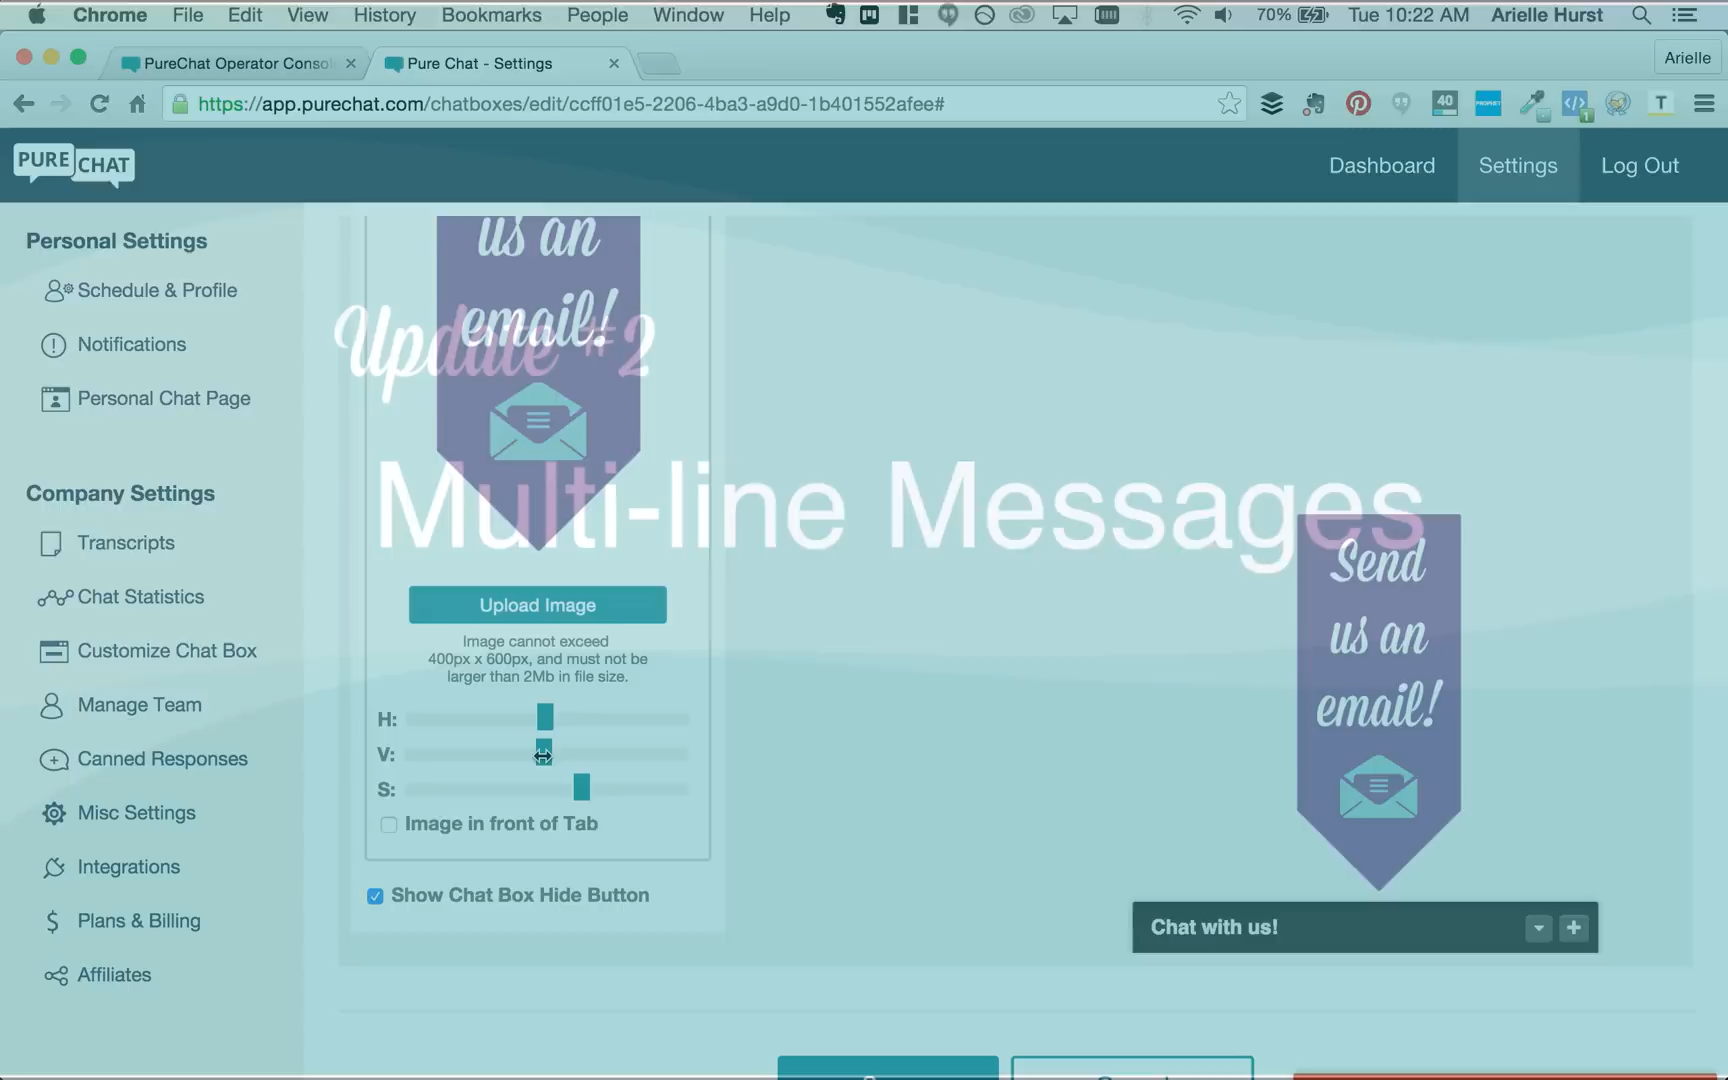 Chrome File Edit View History Bookmarks People Window Help 70% Tue 10:22 AM Arielle Hurst
PureChat Operator Consol
Pure Chat - Settings
Arielle
https://app.purechat.com/chatboxes/edit/ccff01e5-2206-4ba3-a9d0-1b401552afee#
40
PROPHET
1
T
PURE CHAT
Dashboard
Settings
Log Out
Personal Settings
Schedule & Profile
Notifications
Personal Chat Page
Company Settings
Transcripts
Chat Statistics
Customize Chat Box
Manage Team
Canned Responses
Misc Settings
Integrations
Plans & Billing
Affiliates
us an
email!
Update #2
Multi-line Messages
Upload Image
Image cannot exceed
400px x 600px, and must not be
larger than 2Mb in file size.
H:
V:
S:
Image in front of Tab
Show Chat Box Hide Button
Send
us an
email!
Chat with us!